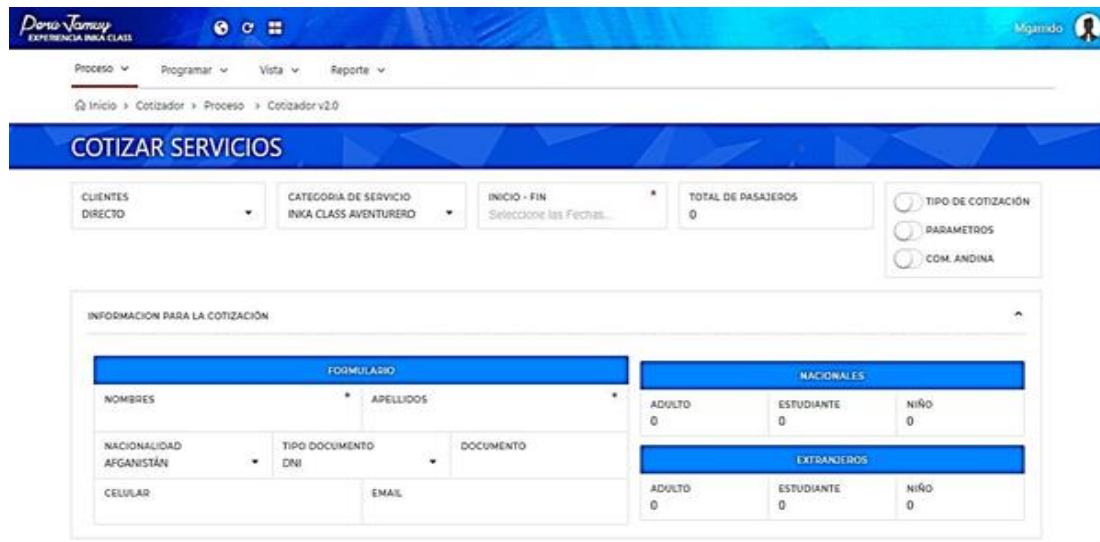 Perú Jamuy
EXPERIENCIA INKA CLASS
Mgarrido
Proceso Programar Vista Reporte
Inicio > Cotizador > Proceso > Cotizador v2.0
COTIZAR SERVICIOS
CLIENTES
DIRECTO
CATEGORIA DE SERVICIO
INKA CLASS AVENTURERO
INICIO - FIN *
Seleccione las Fechas...
TOTAL DE PASAJEROS
0
TIPO DE COTIZACIÓN
PARAMETROS
COM. ANDINA
INFORMACION PARA LA COTIZACIÓN
FORMULARIO
NOMBRES *
APELLIDOS *
NACIONALIDAD
AFGANISTÁN
TIPO DOCUMENTO
DNI
DOCUMENTO
CELULAR
EMAIL
NACIONALES
ADULTO
0
ESTUDIANTE
0
NIÑO
0
EXTRANJEROS
ADULTO
0
ESTUDIANTE
0
NIÑO
0